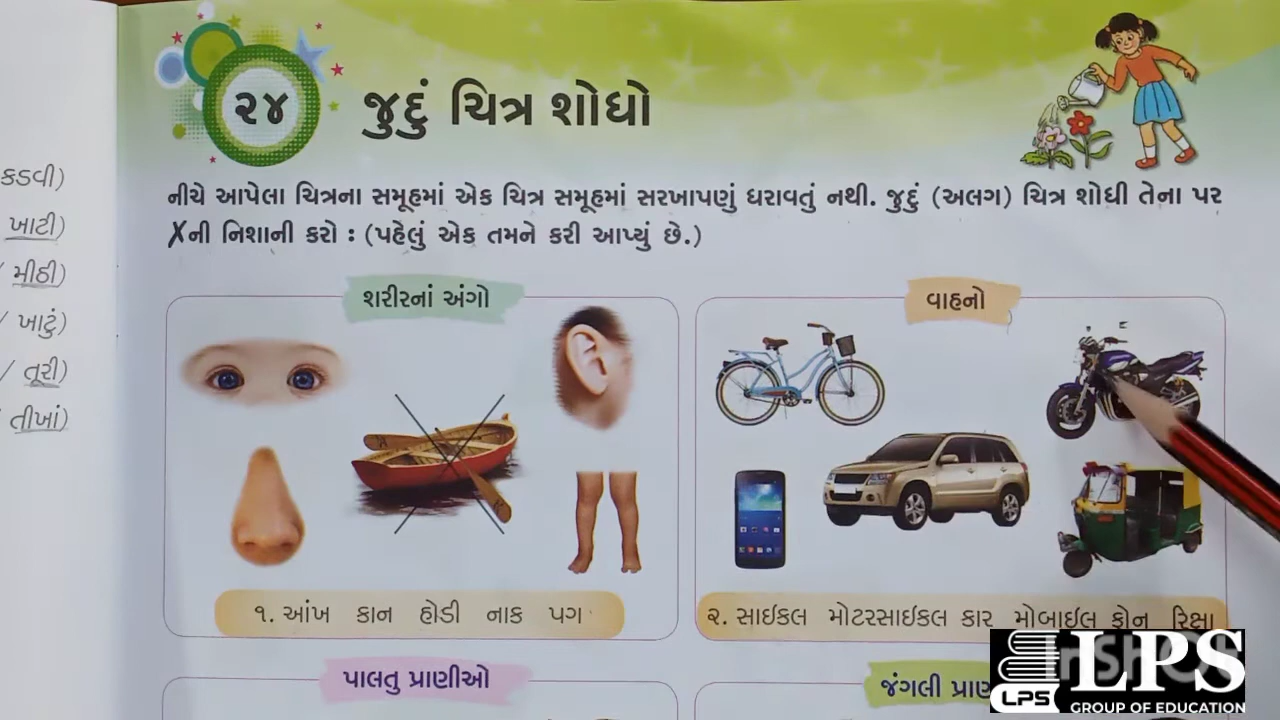 ૨૪
જુદું ચિત્ર શોધો
નીચે આપેલા ચિત્રના સમૂહમાં એક ચિત્ર સમૂહમાં સરખાપણું ધરાવતું નથી. જુદું (અલગ) ચિત્ર શોધી તેના પર
✗ની નિશાની કરો : (પહેલું એક તમને કરી આપ્યું છે.)
કડવી)
ખાટી)
/ મીઠી)
/ ખાટું)
/ તૂરી)
તીખાં)
શરીરનાં અંગો
૧. આંખ કાન હોડી નાક પગ
વાહનો
૨. સાઇકલ મોટરસાઇકલ કાર મોબાઇલ ફોન રિક્ષા
પાલતુ પ્રાણીઓ
જંગલી
LPS
LPS
GROUP OF EDUCATION